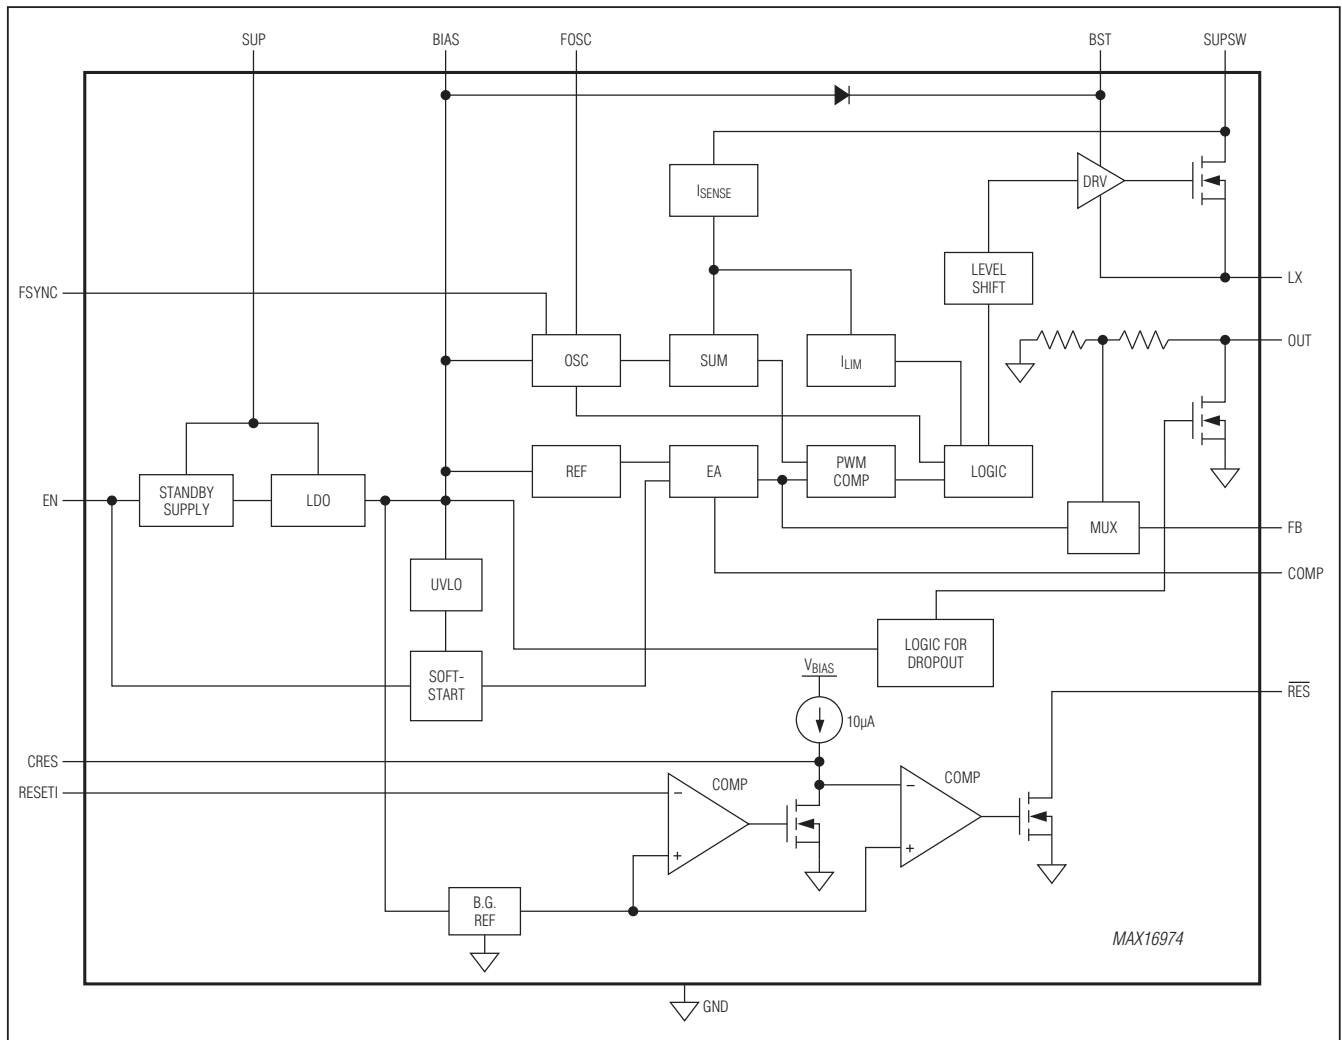 SUP
BIAS
FOSC
BST
SUPSW
ISENSE
DRV
LEVEL
SHIFT
LX
FSYNC
OSC
SUM
ILIM
OUT
REF
EA
PWM
COMP
LOGIC
EN
STANDBY
SUPPLY
LDO
MUX
FB
COMP
UVLO
LOGIC FOR
DROPOUT
SOFT-
START
VBIAS
10µA
RES
CRES
RESETI
COMP
−
+
COMP
−
+
B.G.
REF
MAX16974
GND